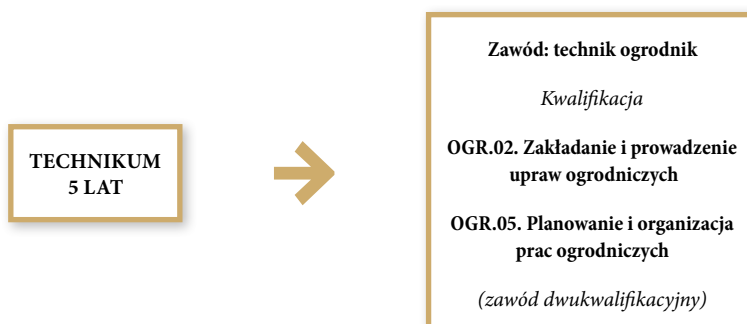 TECHNIKUM
5 LAT
Zawód: technik ogrodnik
Kwalifikacja
OGR.02. Zakładanie i prowadzenie
upraw ogrodniczych
OGR.05. Planowanie i organizacja
prac ogrodniczych
(zawód dwukwalifikacyjny)